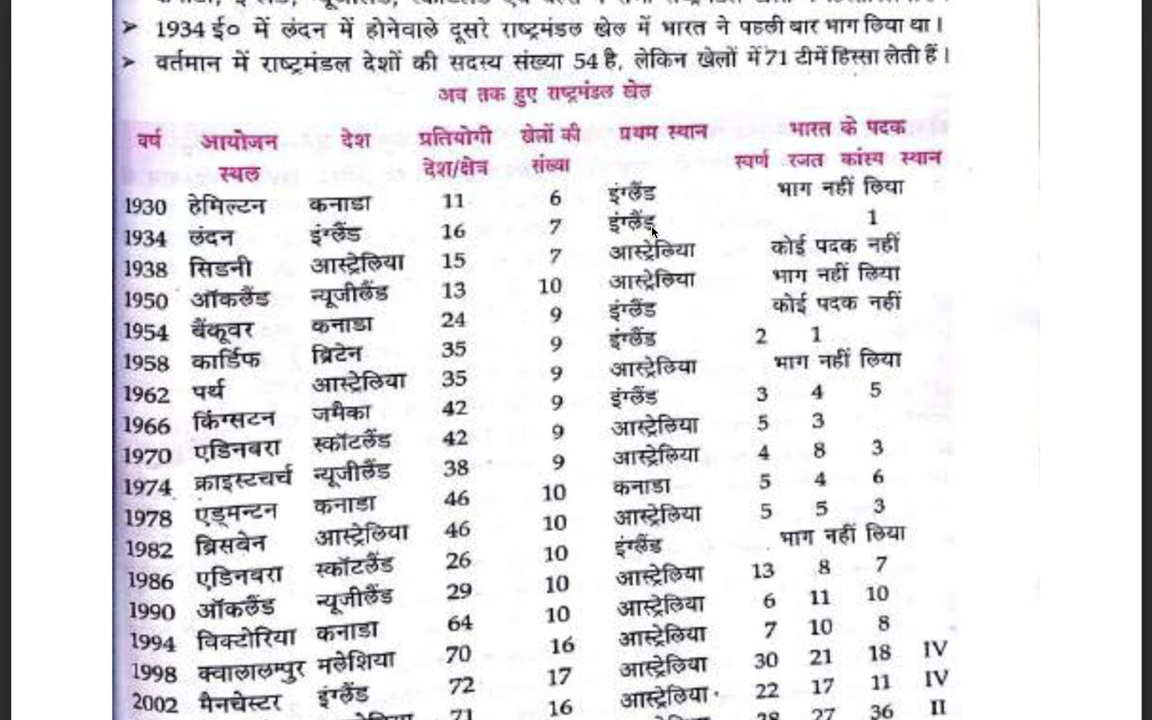 ➤ 1934 ई० में लंदन में होनेवाले दूसरे राष्ट्रमंडल खेल में भारत ने पहली बार भाग लिया था।
➤ वर्तमान में राष्ट्रमंडल देशों की सदस्य संख्या 54 है, लेकिन खेलों में 71 टीमें हिस्सा लेती हैं।
अब तक हुए राष्ट्रमंडल खेल
वर्ष आयोजन देश प्रतियोगी खेलों की प्रथम स्थान भारत के पदक
स्थल देश/क्षेत्र संख्या स्वर्ण रजत कांस्य स्थान
1930 हेमिल्टन कनाडा 11 6 इंग्लैंड भाग नहीं लिया
1934 लंदन इंग्लैंड 16 7 इंग्लैंड 1
1938 सिडनी आस्ट्रेलिया 15 7 आस्ट्रेलिया कोई पदक नहीं
1950 ऑकलैंड न्यूजीलैंड 13 10 आस्ट्रेलिया भाग नहीं लिया
1954 बैंकूवर कनाडा 24 9 इंग्लैंड कोई पदक नहीं
1958 कार्डिफ ब्रिटेन 35 9 इंग्लैंड 2 1
1962 पर्थ आस्ट्रेलिया 35 9 आस्ट्रेलिया भाग नहीं लिया
1966 किंग्सटन जमैका 42 9 इंग्लैंड 3 4 5
1970 एडिनबरा स्कॉटलैंड 42 9 आस्ट्रेलिया 5 3
1974 क्राइस्टचर्च न्यूजीलैंड 38 9 आस्ट्रेलिया 4 8 3
1978 एड्मन्टन कनाडा 46 10 कनाडा 5 4 6
1982 ब्रिसबेन आस्ट्रेलिया 46 10 आस्ट्रेलिया 5 5 3
1986 एडिनबरा स्कॉटलैंड 26 10 इंग्लैंड भाग नहीं लिया
1990 ऑकलैंड न्यूजीलैंड 29 10 आस्ट्रेलिया 13 8 7
1994 विक्टोरिया कनाडा 64 10 आस्ट्रेलिया 6 11 10
1998 क्वालालम्पुर मलेशिया 70 16 आस्ट्रेलिया 7 10 8
2002 मैनचेस्टर इंग्लैंड 72 17 आस्ट्रेलिया 30 21 18 IV
71 16 आस्ट्रेलिया 22 17 11 IV
27 36 II